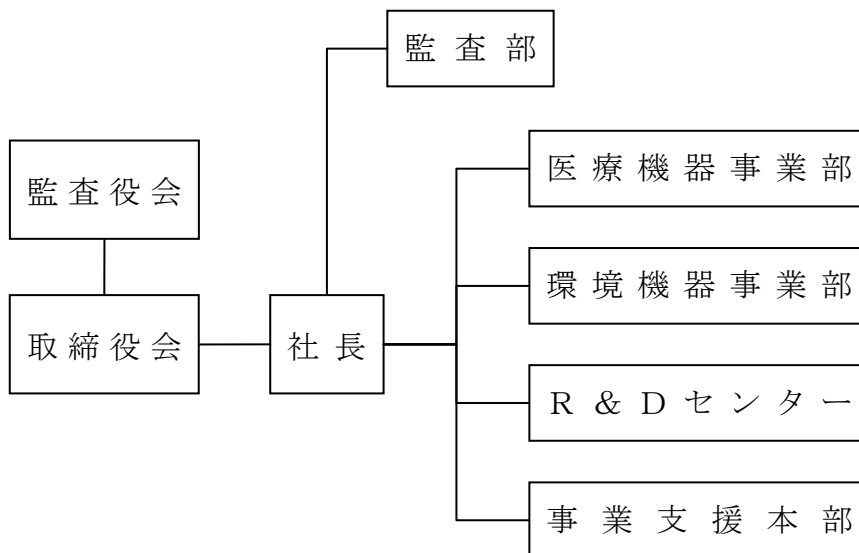 監査部
監査役会
取締役会
社長
医療機器事業部
環境機器事業部
R&Dセンター
事業支援本部